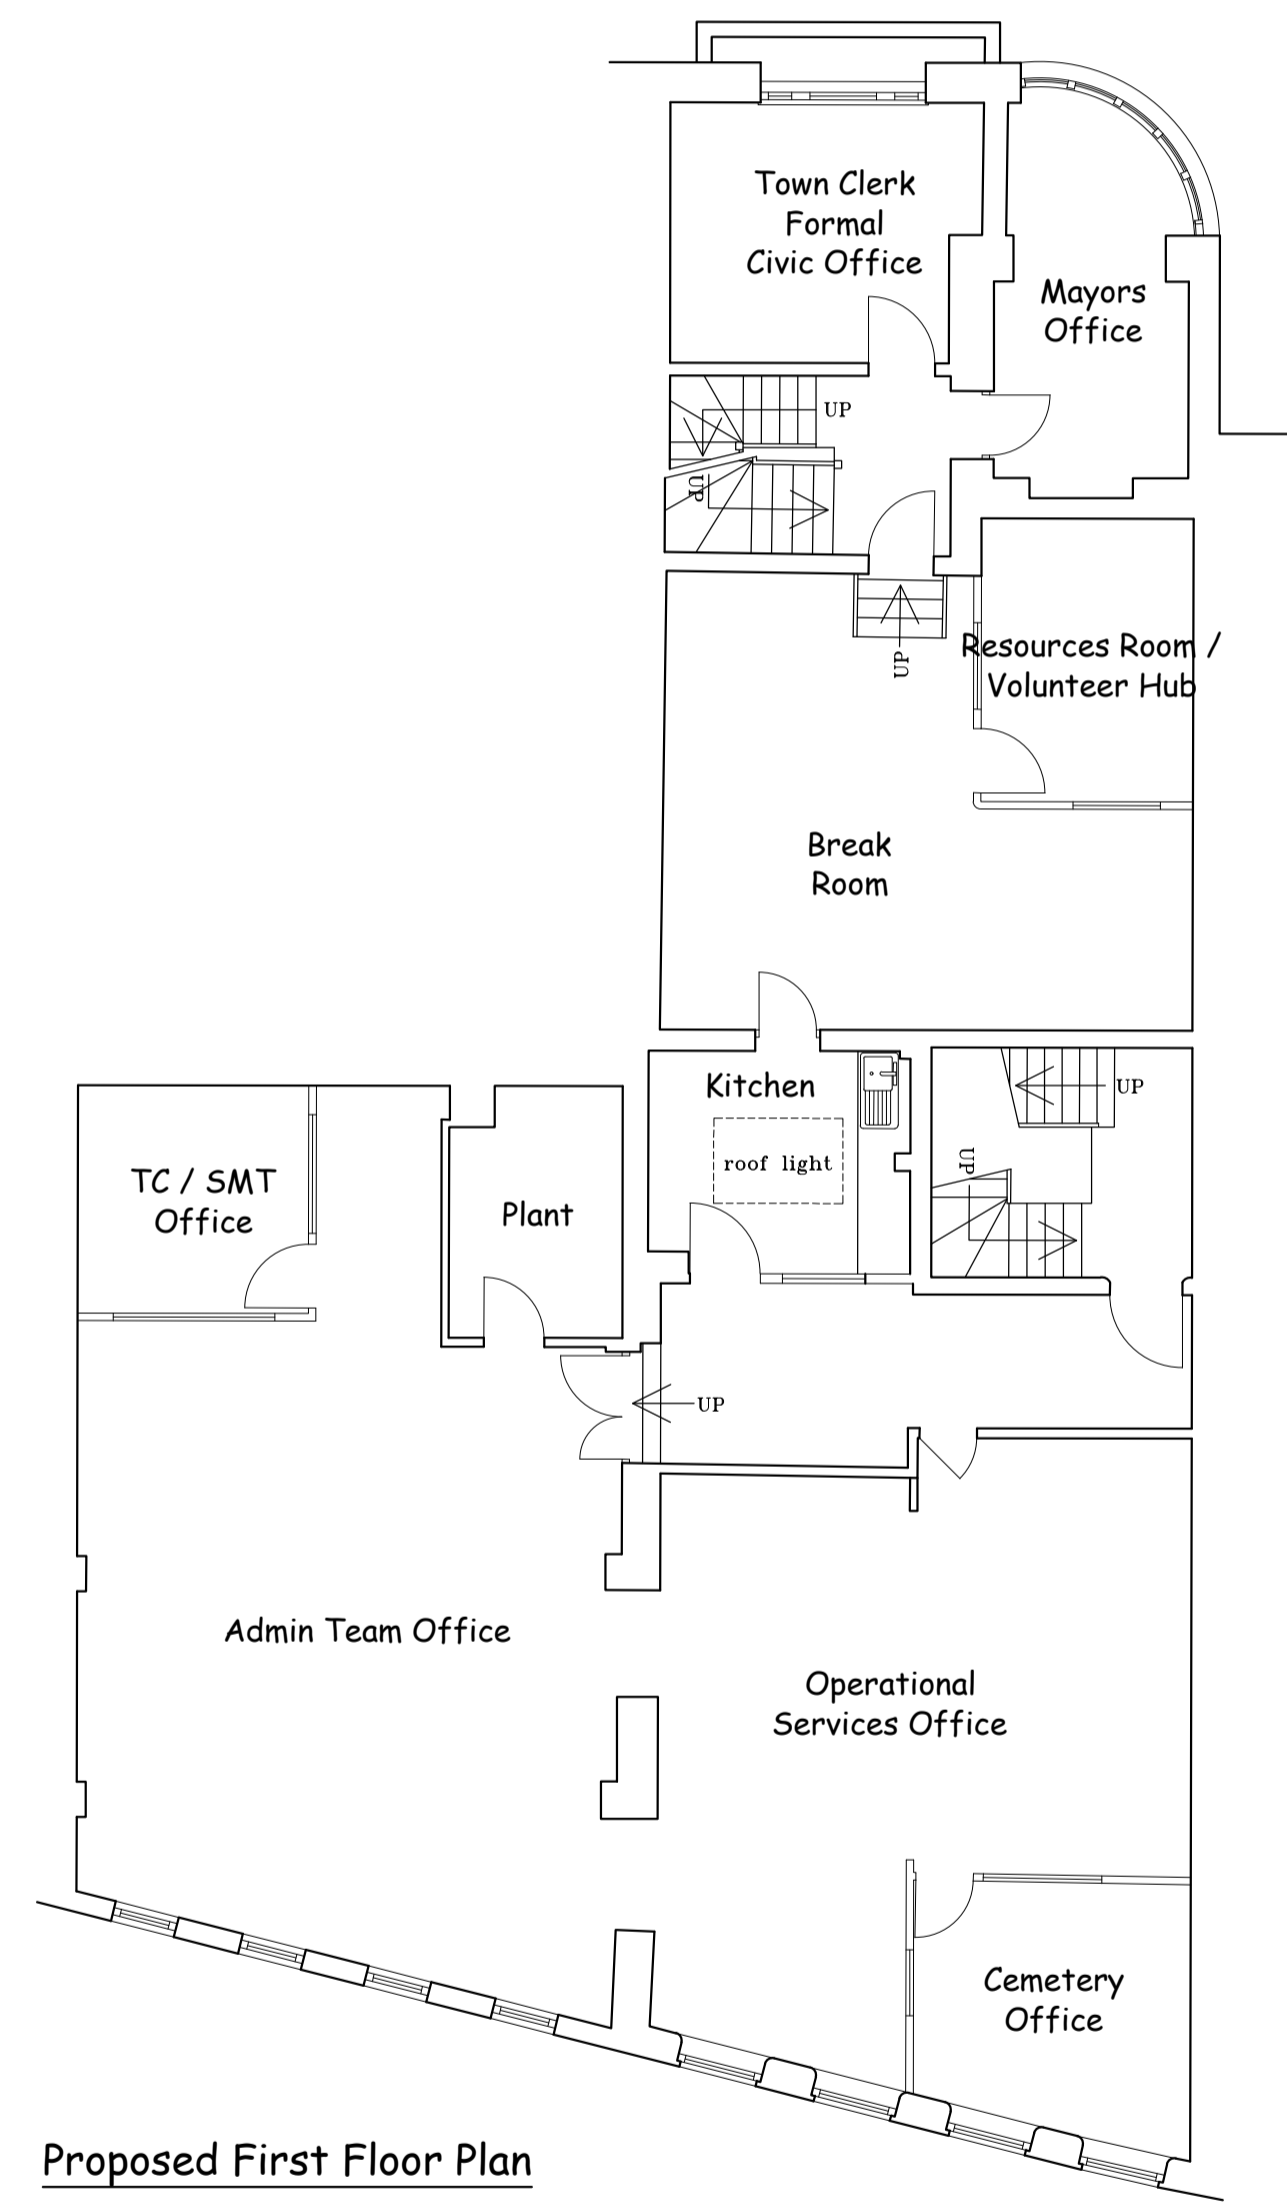 Town Clerk
Formal
Civic Office
Mayors
Office
UP
UP
UP
Resources Room /
Volunteer Hub
Break
Room
Kitchen
roof light
UP
UP
TC / SMT
Office
Plant
UP
Admin Team Office
Operational
Services Office
Cemetery
Office
Proposed First Floor Plan